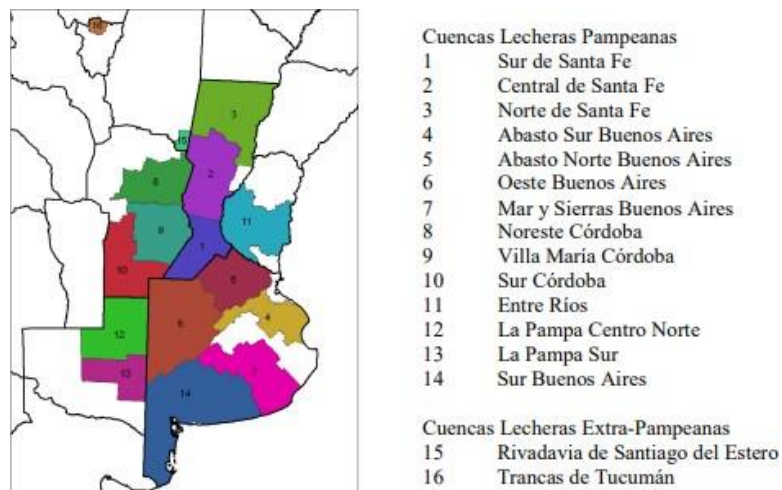 16
3
15
2
8
11
9
1
10
5
6
4
12
7
13
14
Cuencas Lecheras Pampeanas
1 Sur de Santa Fe
2 Central de Santa Fe
3 Norte de Santa Fe
4 Abasto Sur Buenos Aires
5 Abasto Norte Buenos Aires
6 Oeste Buenos Aires
7 Mar y Sierras Buenos Aires
8 Noreste Córdoba
9 Villa María Córdoba
10 Sur Córdoba
11 Entre Ríos
12 La Pampa Centro Norte
13 La Pampa Sur
14 Sur Buenos Aires
Cuencas Lecheras Extra-Pampeanas
15 Rivadavia de Santiago del Estero
16 Trancas de Tucumán